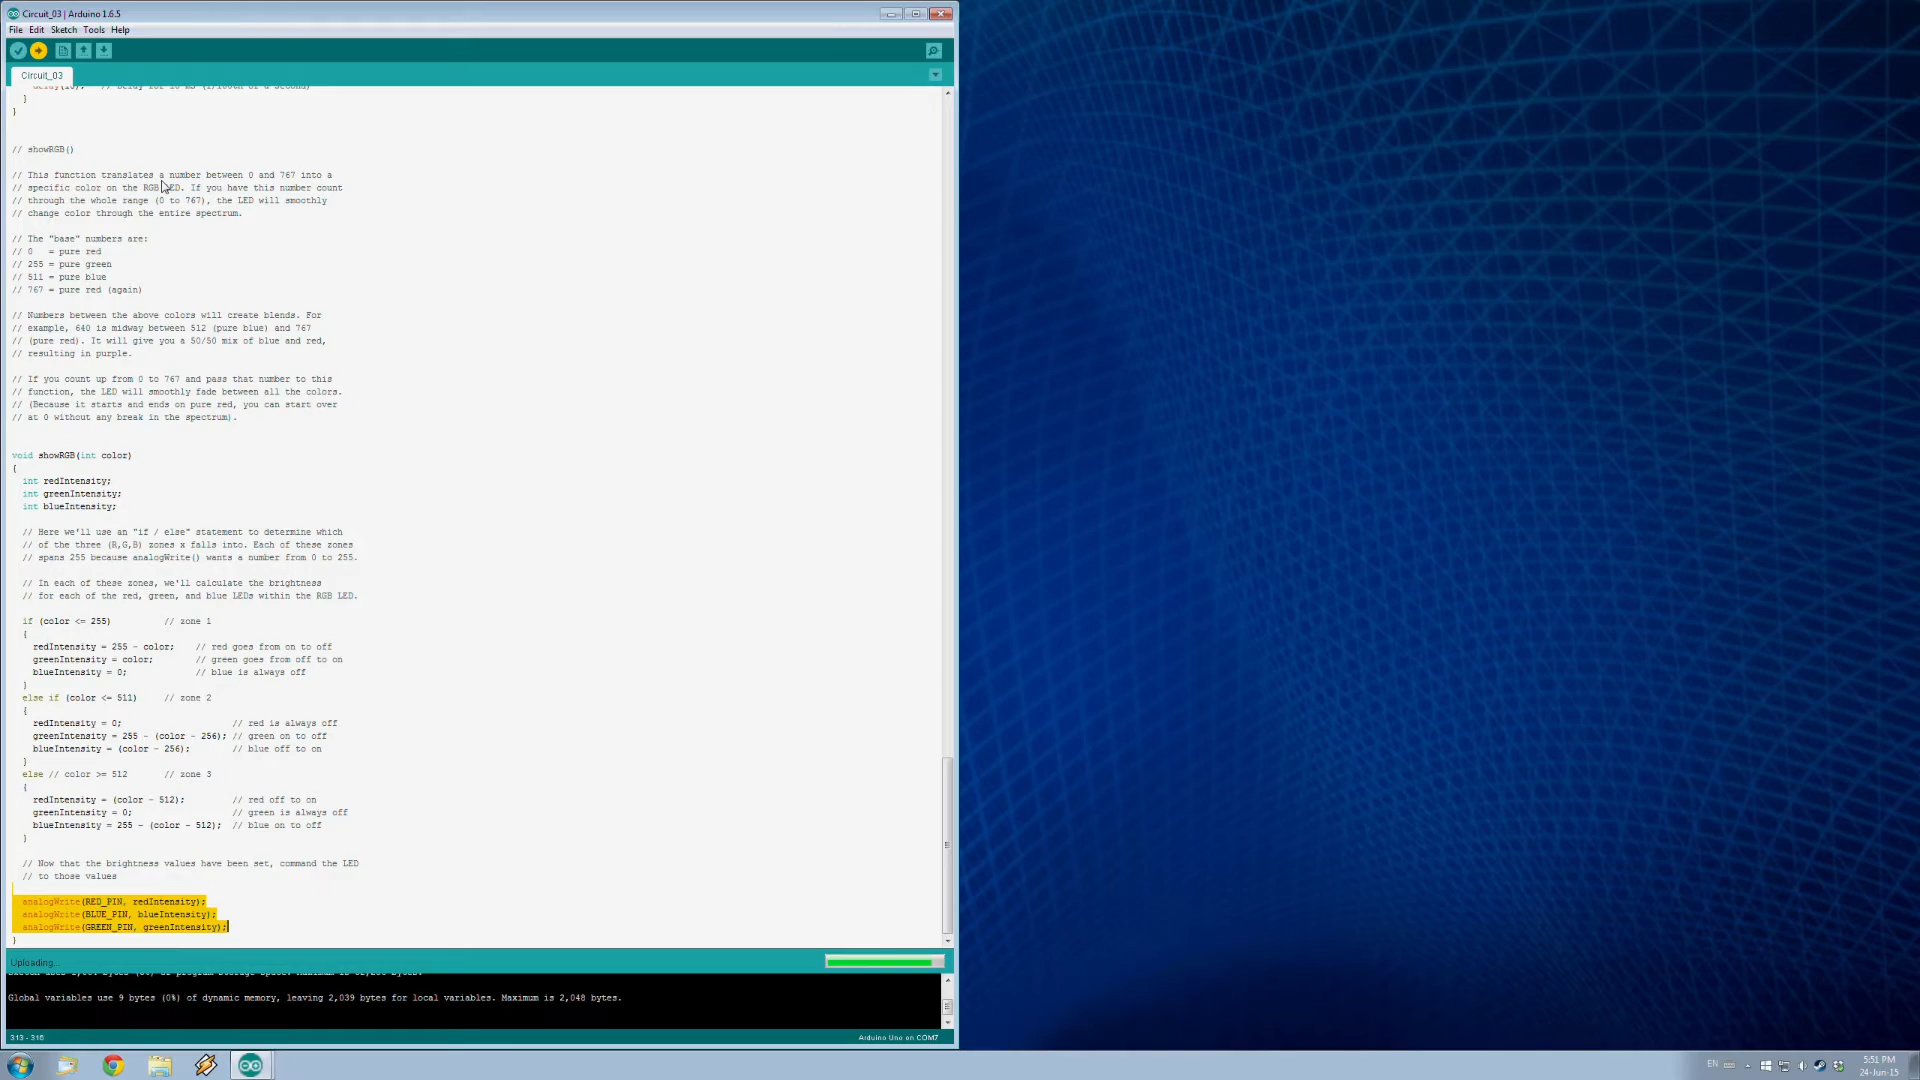 Circuit_03 | Arduino 1.6.5
File Edit Sketch Tools Help
Circuit_03
delay(10); // Delay for 10 ms (1/100th of a second)
}
}
// showRGB()
// This function translates a number between 0 and 767 into a
// specific color on the RGB LED. If you have this number count
// through the whole range (0 to 767), the LED will smoothly
// change color through the entire spectrum.
// The "base" numbers are:
// 0 = pure red
// 255 = pure green
// 511 = pure blue
// 767 = pure red (again)
// Numbers between the above colors will create blends. For
// example, 640 is midway between 512 (pure blue) and 767
// (pure red). It will give you a 50/50 mix of blue and red,
// resulting in purple.
// If you count up from 0 to 767 and pass that number to this
// function, the LED will smoothly fade between all the colors.
// (Because it starts and ends on pure red, you can start over
// at 0 without any break in the spectrum).
void showRGB(int color)
{
int redIntensity;
int greenIntensity;
int blueIntensity;
// Here we'll use an "if / else" statement to determine which
// of the three (R,G,B) zones x falls into. Each of these zones
// spans 255 because analogWrite() wants a number from 0 to 255.
// In each of these zones, we'll calculate the brightness
// for each of the red, green, and blue LEDs within the RGB LED.
if (color <= 255) // zone 1
{
redIntensity = 255 - color; // red goes from on to off
greenIntensity = color; // green goes from off to on
blueIntensity = 0; // blue is always off
}
else if (color <= 511) // zone 2
{
redIntensity = 0; // red is always off
greenIntensity = 255 - (color - 256); // green on to off
blueIntensity = (color - 256); // blue off to on
}
else // color >= 512 // zone 3
{
redIntensity = (color - 512); // red off to on
greenIntensity = 0; // green is always off
blueIntensity = 255 - (color - 512); // blue on to off
}
// Now that the brightness values have been set, command the LED
// to those values
analogWrite(RED_PIN, redIntensity);
analogWrite(BLUE_PIN, blueIntensity);
analogWrite(GREEN_PIN, greenIntensity);
}
Uploading...
Global variables use 9 bytes (0%) of dynamic memory, leaving 2,039 bytes for local variables. Maximum is 2,048 bytes.
313 - 316
Arduino Uno on COM7
EN
5:51 PM
24-Jun-15